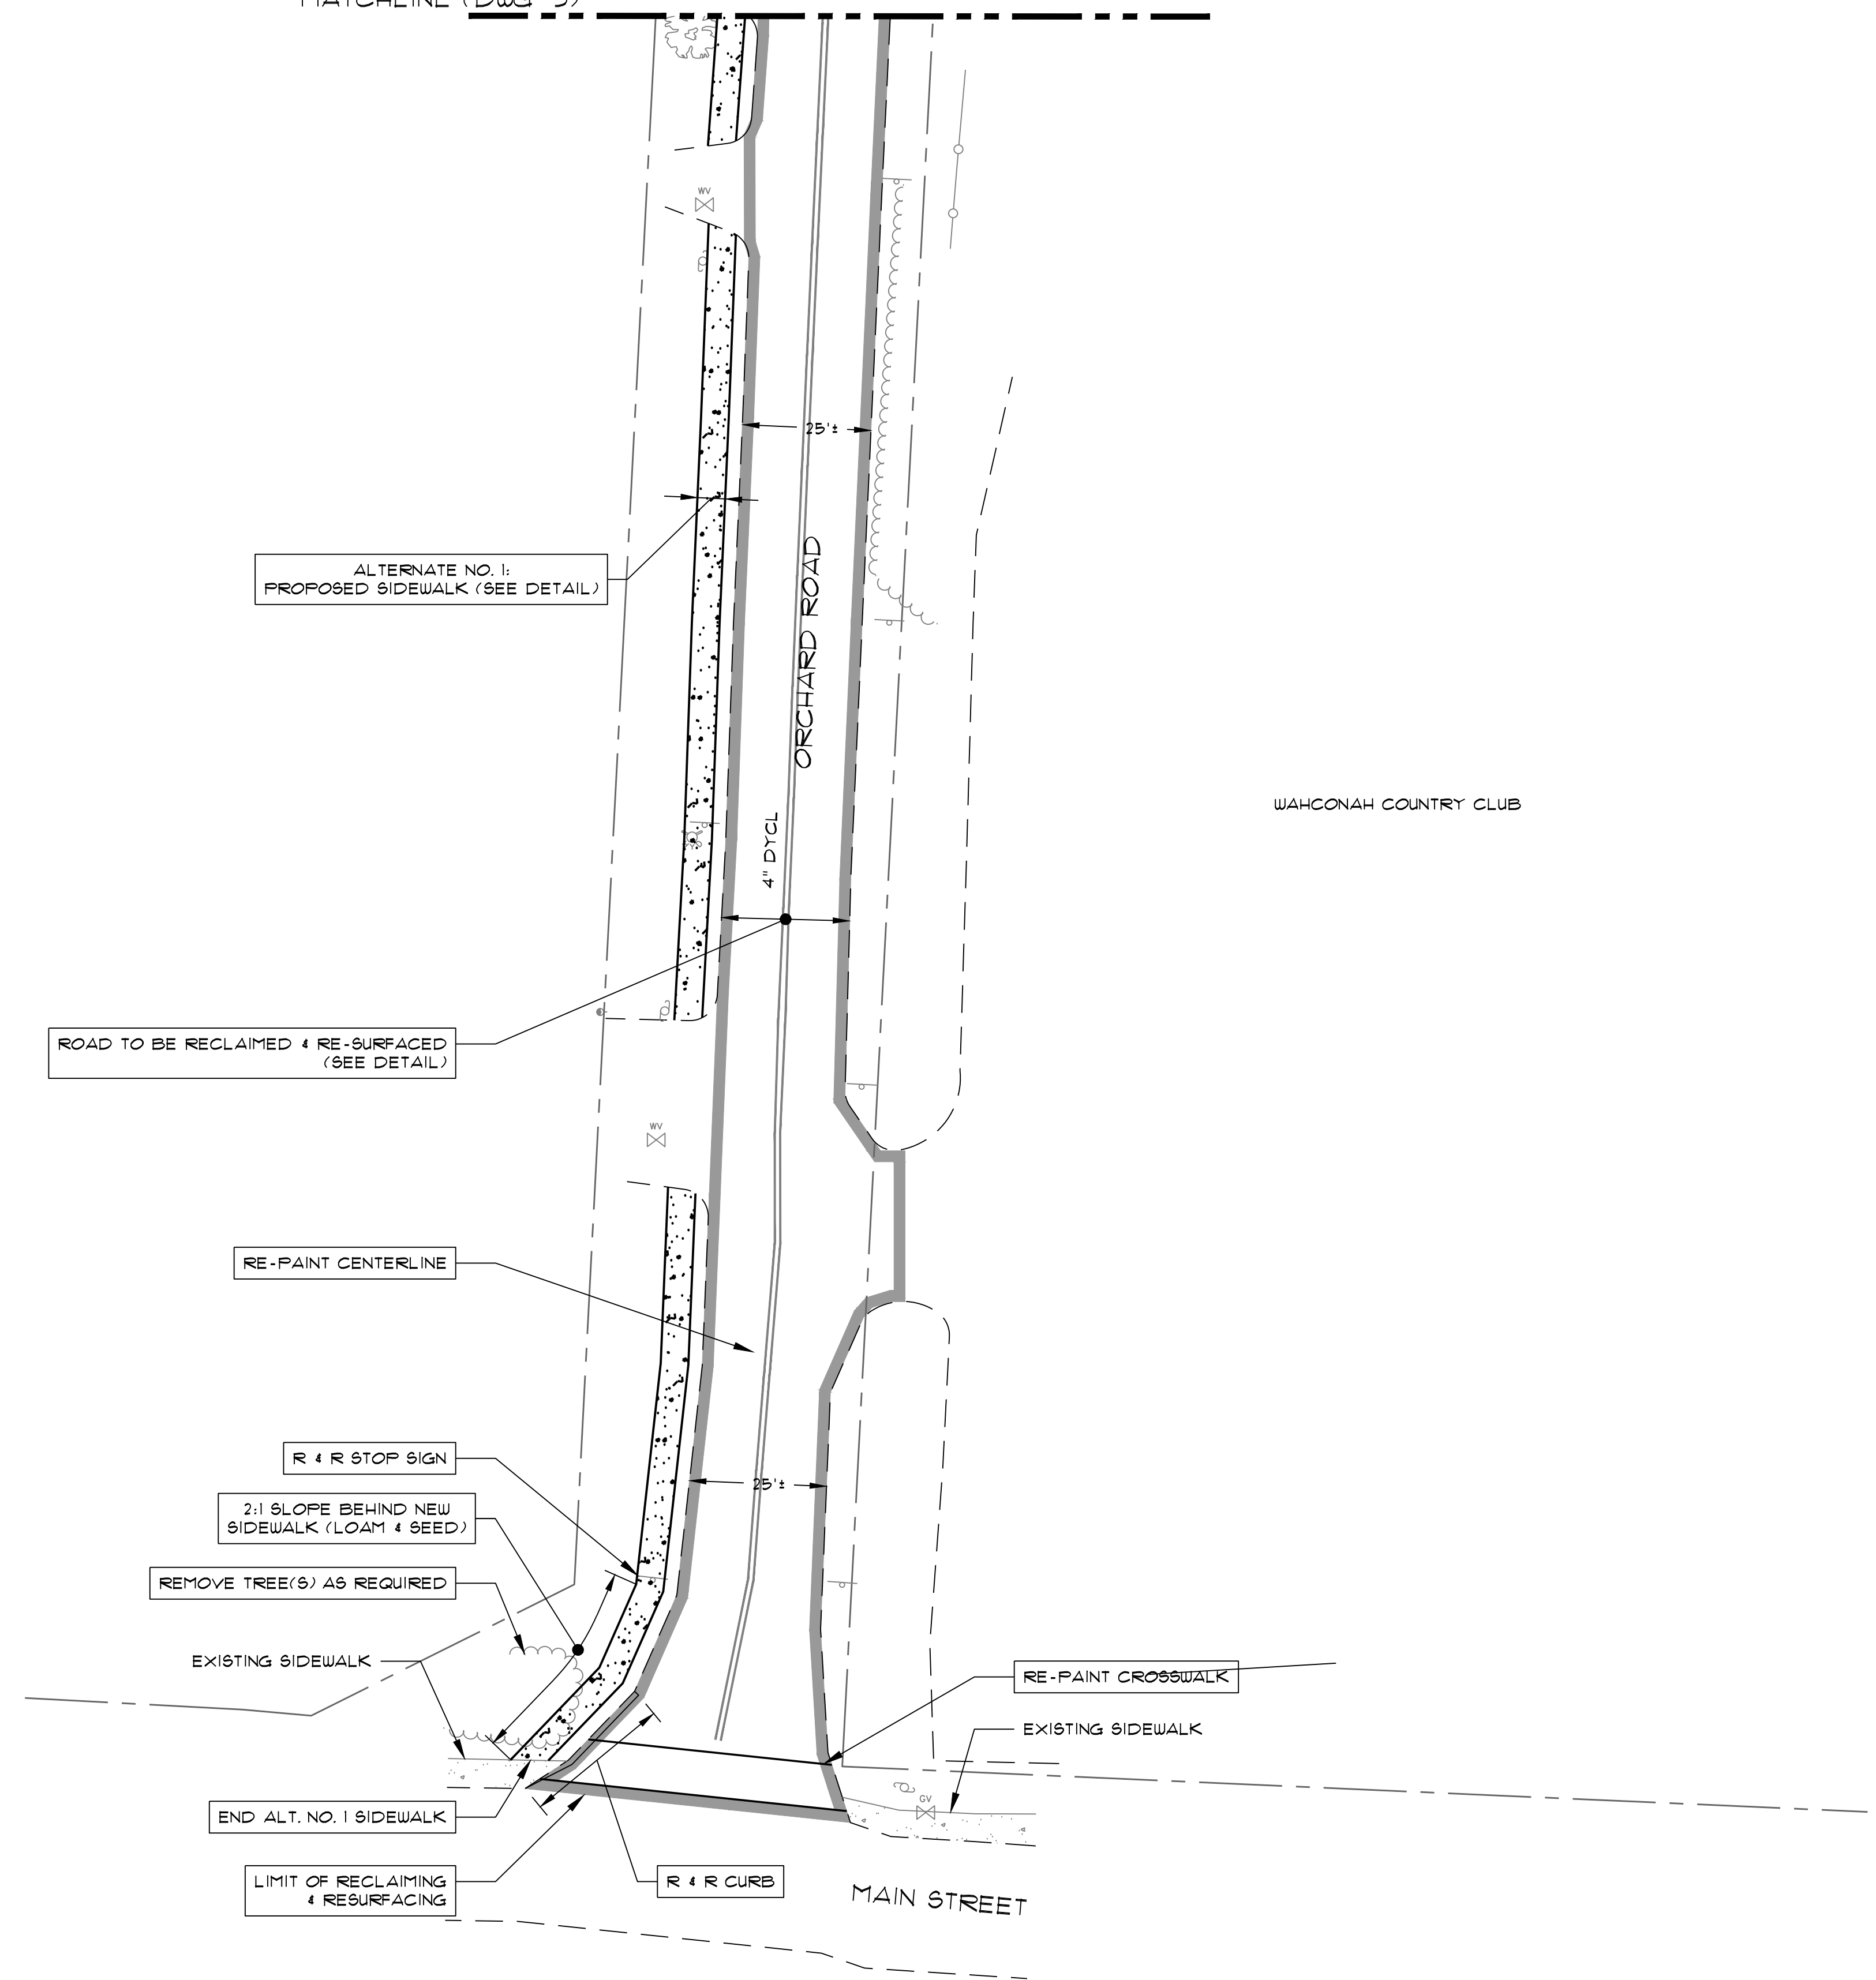 MATCHLINE (DWG 5)
WV
25'±
ALTERNATE NO. 1:
PROPOSED SIDEWALK (SEE DETAIL)
ORCHARD ROAD
WAHCONAH COUNTRY CLUB
4" DYCL
ROAD TO BE RECLAIMED & RE-SURFACED
(SEE DETAIL)
WV
RE-PAINT CENTERLINE
R & R STOP SIGN
25'±
2:1 SLOPE BEHIND NEW
SIDEWALK (LOAM & SEED)
REMOVE TREE(S) AS REQUIRED
EXISTING SIDEWALK
RE-PAINT CROSSWALK
EXISTING SIDEWALK
GV
END ALT. NO. 1 SIDEWALK
LIMIT OF RECLAIMING
& RESURFACING
R & R CURB
MAIN STREET